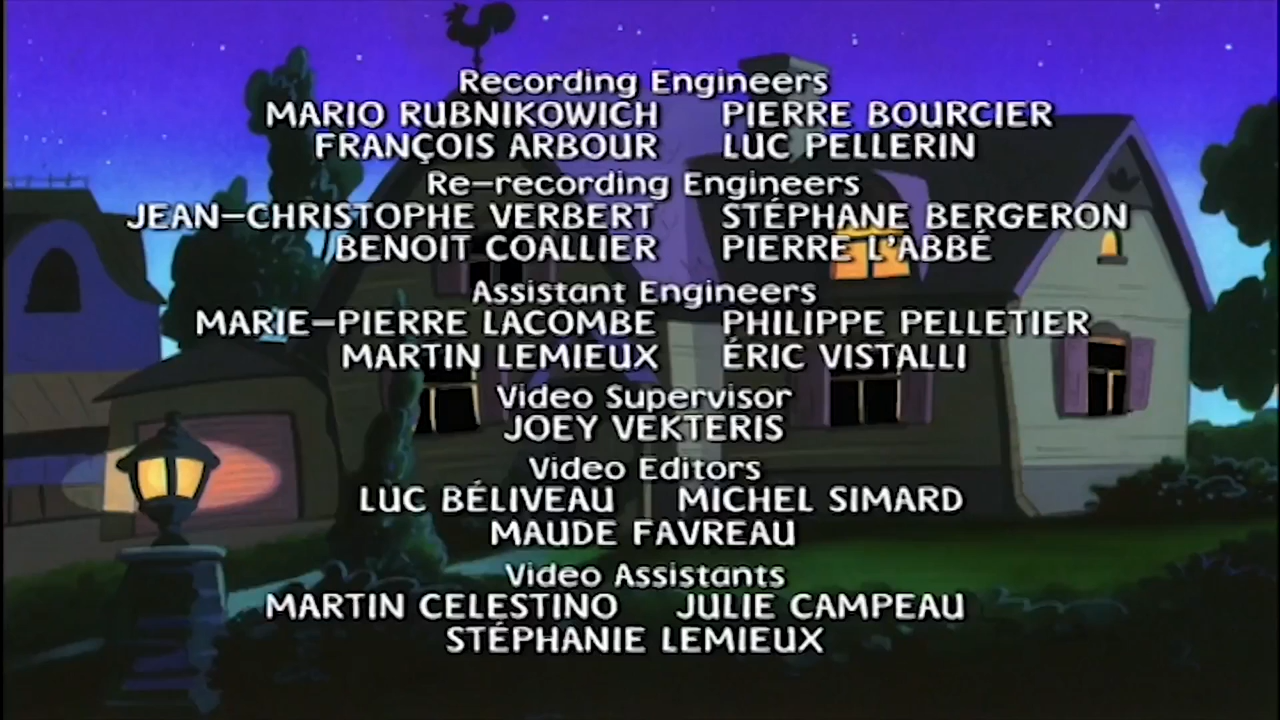 Recording Engineers
MARIO RUBNIKOWICH PIERRE BOURCIER
FRANÇOIS ARBOUR LUC PELLERIN
Re-recording Engineers
JEAN-CHRISTOPHE VERBERT STÉPHANE BERGERON
BENOIT COALLIER PIERRE L'ABBÉ
Assistant Engineers
MARIE-PIERRE LACOMBE PHILIPPE PELLETIER
MARTIN LEMIEUX ÉRIC VISTALLI
Video Supervisor
JOEY VEKTERIS
Video Editors
LUC BÉLIVEAU MICHEL SIMARD
MAUDE FAVREAU
Video Assistants
MARTIN CELESTINO JULIE CAMPEAU
STÉPHANIE LEMIEUX